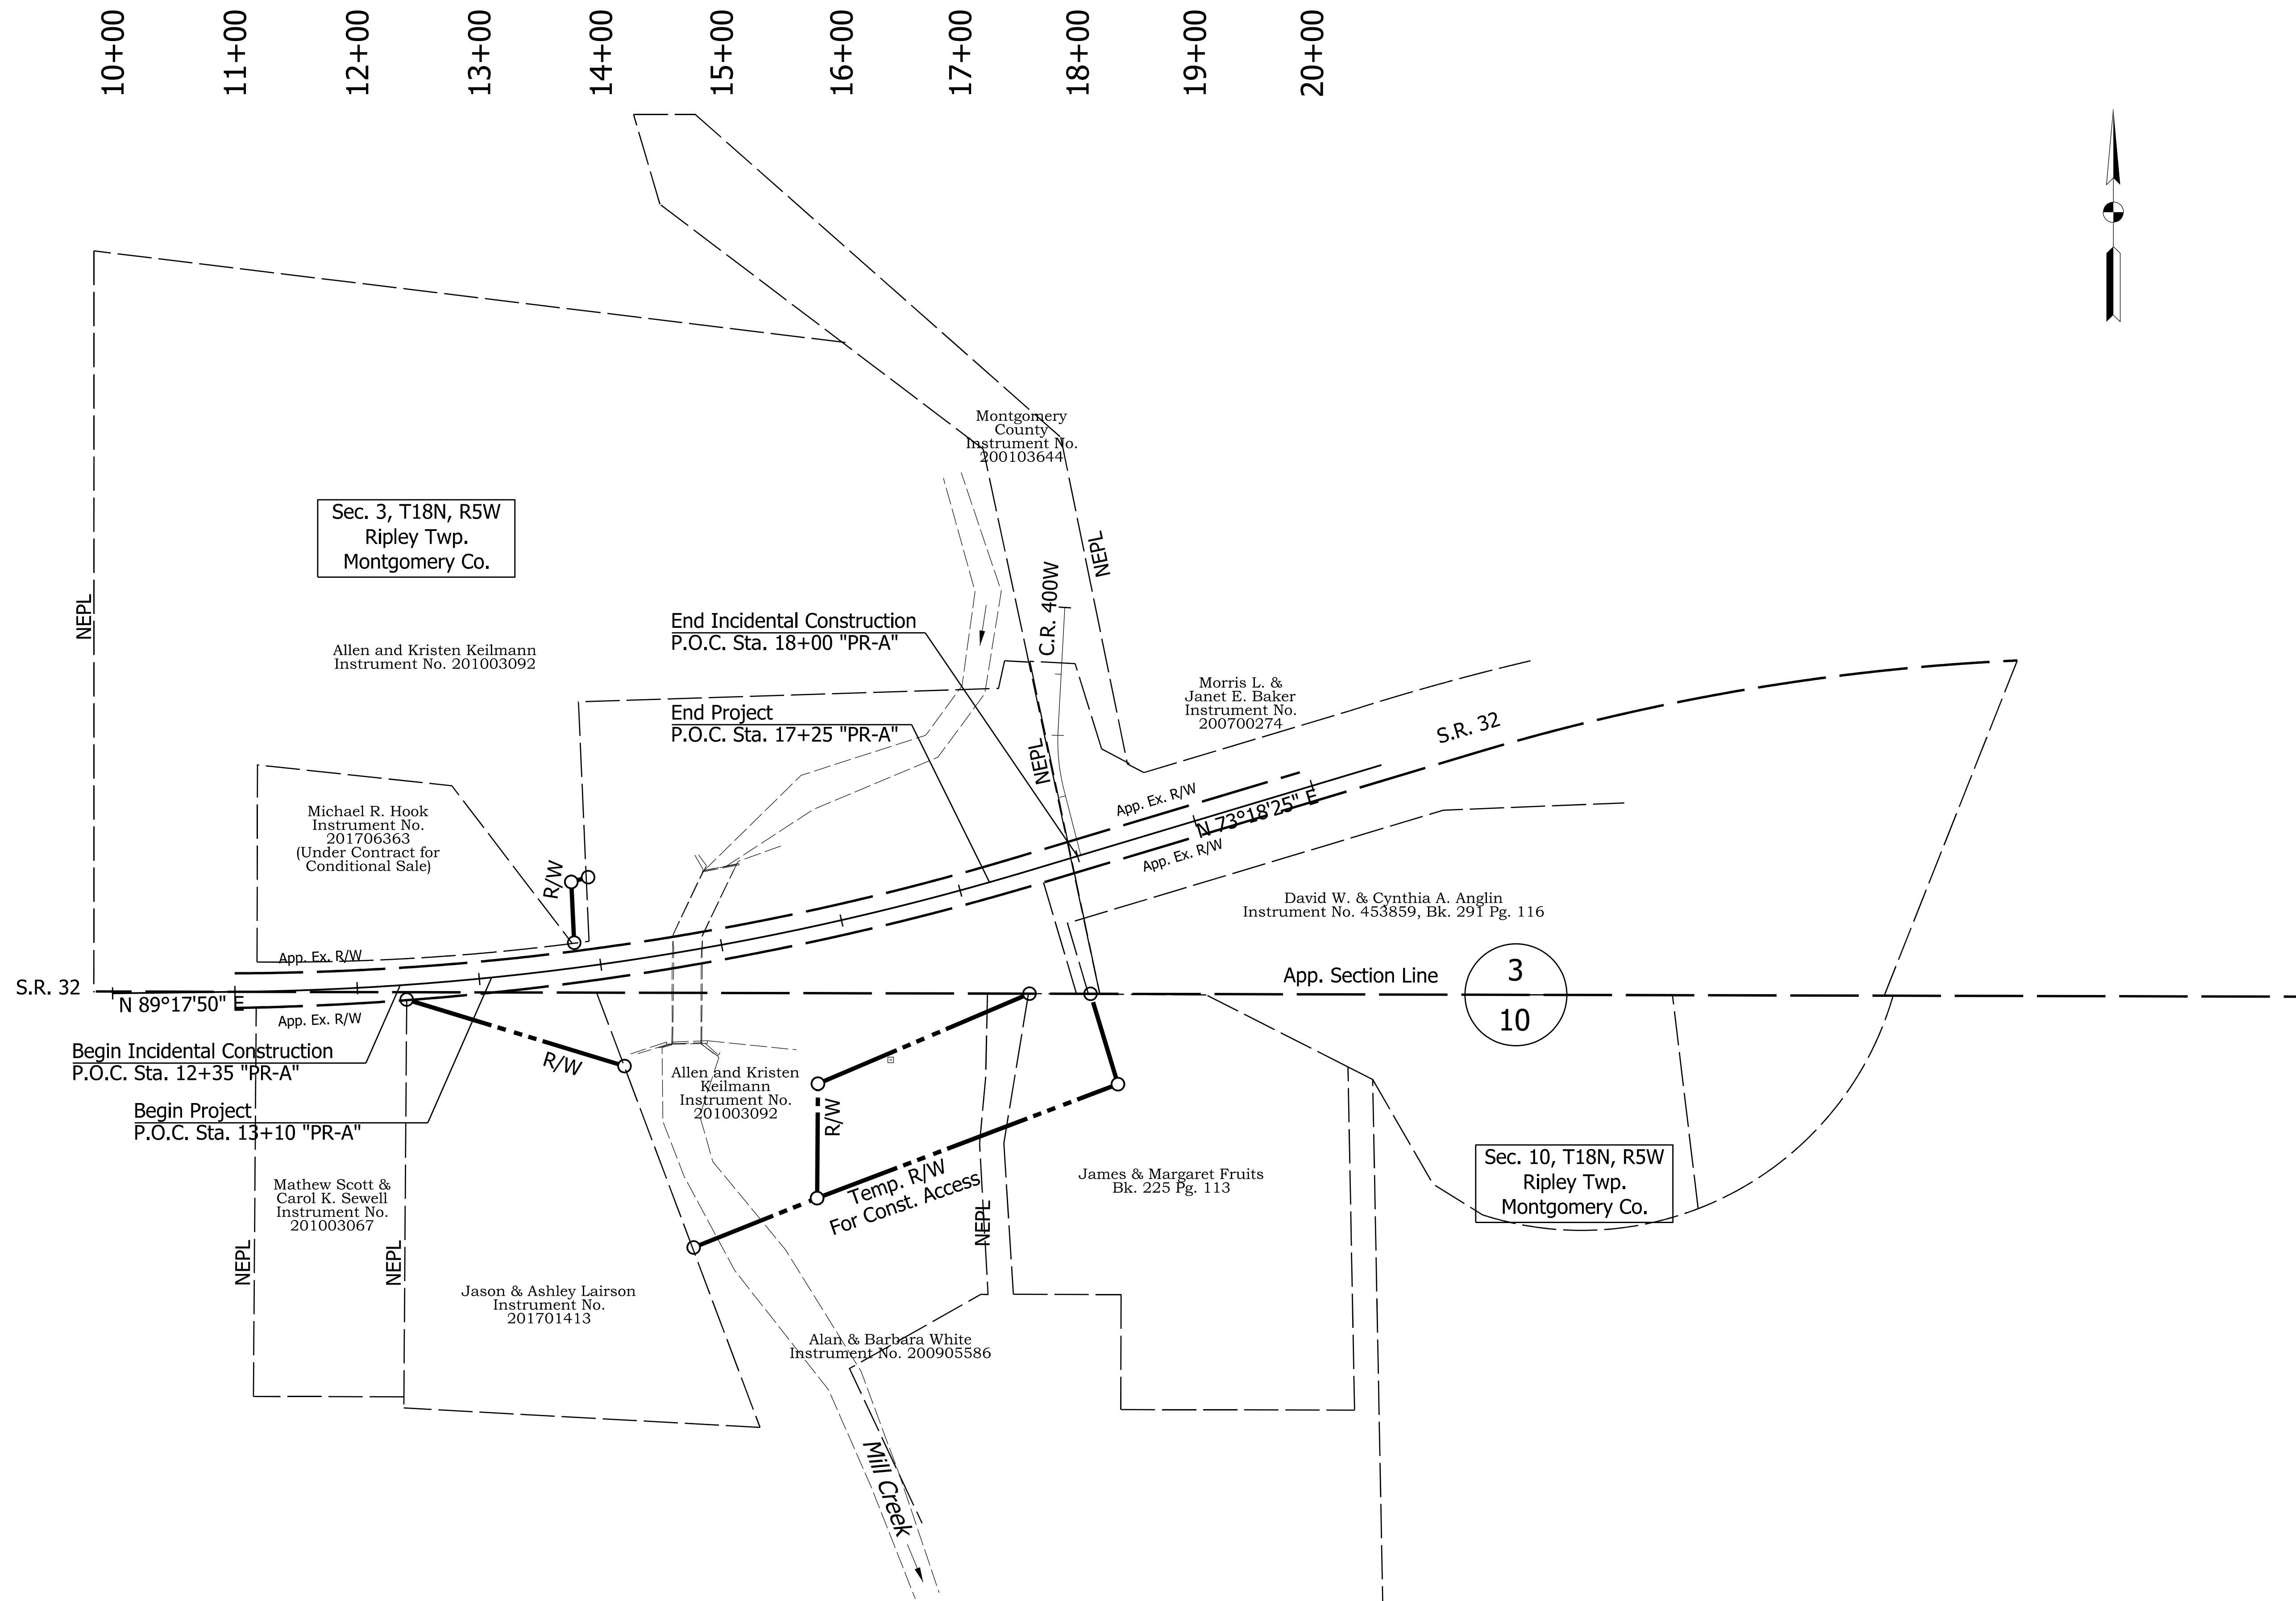 10+00
11+00
12+00
13+00
14+00
15+00
16+00
17+00
18+00
19+00
20+00
Montgomery
County
Instrument No.
200103644
Sec. 3, T18N, R5W
Ripley Twp.
Montgomery Co.
NEPL
NEPL
C.R. 400W
End Incidental Construction
P.O.C. Sta. 18+00 "PR-A"
Allen and Kristen Keilmann
Instrument No. 201003092
Morris L. &
Janet E. Baker
Instrument No.
200700274
End Project
P.O.C. Sta. 17+25 "PR-A"
S.R. 32
NEPL
App. Ex. R/W
N 73°18'25" E
App. Ex. R/W
Michael R. Hook
Instrument No.
201706363
(Under Contract for
Conditional Sale)
R/W
David W. & Cynthia A. Anglin
Instrument No. 453859, Bk. 291 Pg. 116
App. Ex. R/W
S.R. 32
N 89°17'50" E
App. Ex. R/W
App. Section Line
3
10
Begin Incidental Construction
P.O.C. Sta. 12+35 "PR-A"
R/W
Allen and Kristen
Keilmann
Instrument No.
201003092
R/W
Begin Project
P.O.C. Sta. 13+10 "PR-A"
Temp. R/W
For Const. Access
James & Margaret Fruits
Bk. 225 Pg. 113
Sec. 10, T18N, R5W
Ripley Twp.
Montgomery Co.
Mathew Scott &
Carol K. Sewell
Instrument No.
201003067
NEPL
NEPL
NEPL
Jason & Ashley Lairson
Instrument No.
201701413
Alan & Barbara White
Instrument No. 200905586
Mill Creek